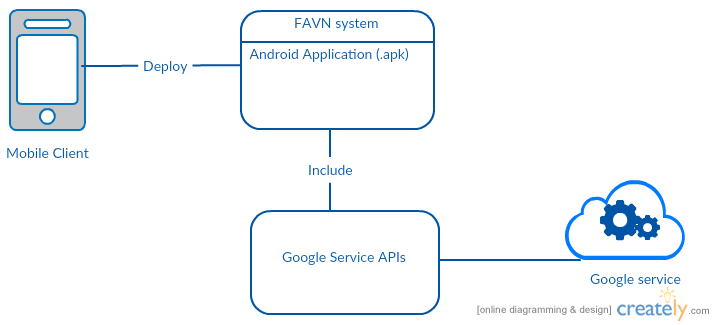 FAVN system
Android Application (.apk)
Deploy
Mobile Client
Include
Google Service APIs
Google service
[online diagramming & design] creately.com